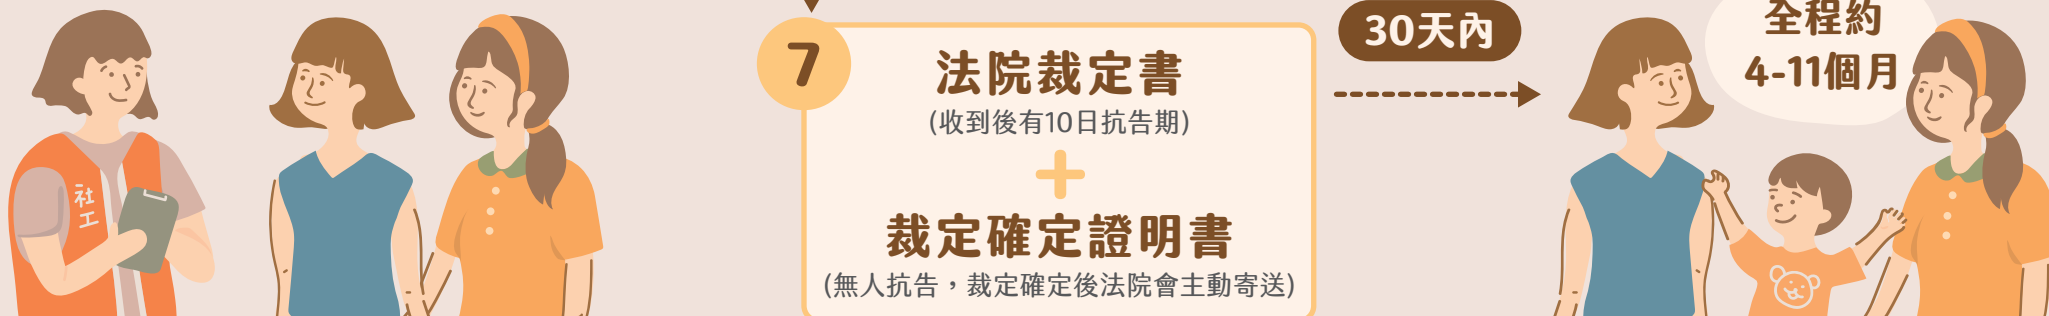 社工
7
法院裁定書
(收到後有10日抗告期)
+
裁定確定證明書
(無人抗告，裁定確定後法院會主動寄送)
30天內
全程約
4-11個月